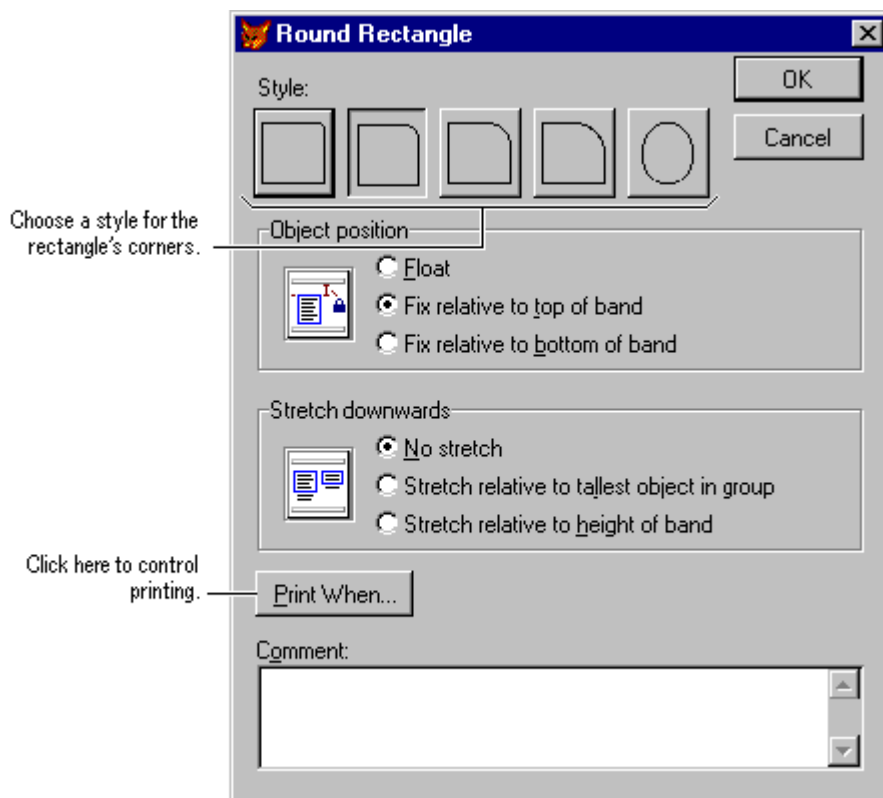 Round Rectangle
Style:
OK
Cancel
Choose a style for the
rectangle's corners.
Object position
Float
Fix relative to top of band
Fix relative to bottom of band
Stretch downwards
No stretch
Stretch relative to tallest object in group
Stretch relative to height of band
Click here to control
printing.
Print When...
Comment: